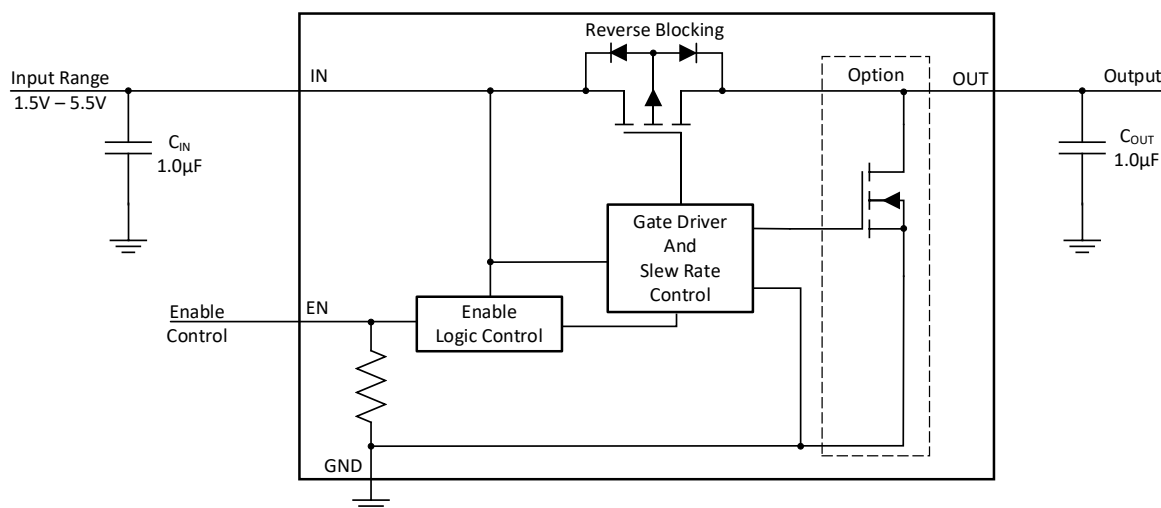 Reverse Blocking
Input Range
1.5V – 5.5V
IN
Option
OUT
Output
CIN
1.0µF
COUT
1.0µF
Gate Driver
And
Slew Rate
Control
Enable
Control
EN
Enable
Logic Control
GND